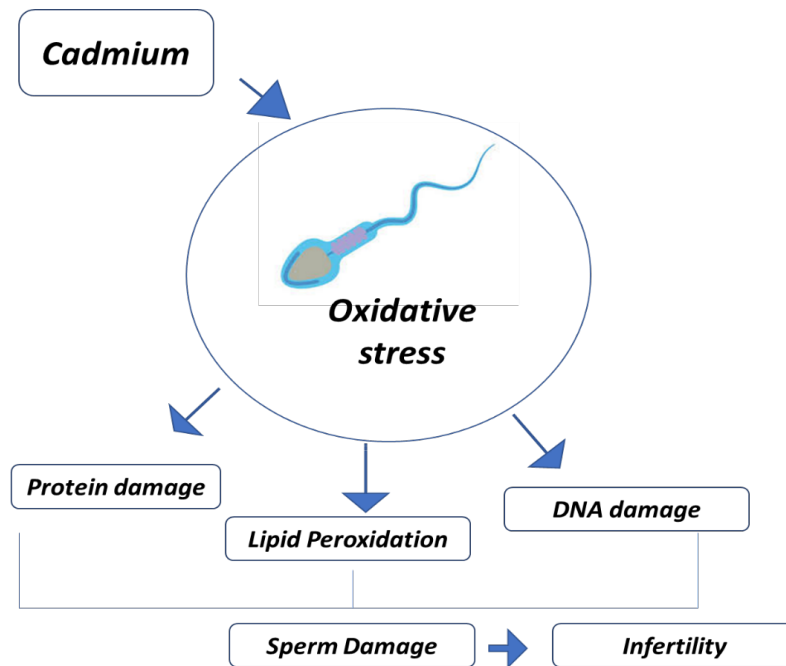 Cadmium
Oxidative
stress
Protein damage
DNA damage
Lipid Peroxidation
Sperm Damage
Infertility